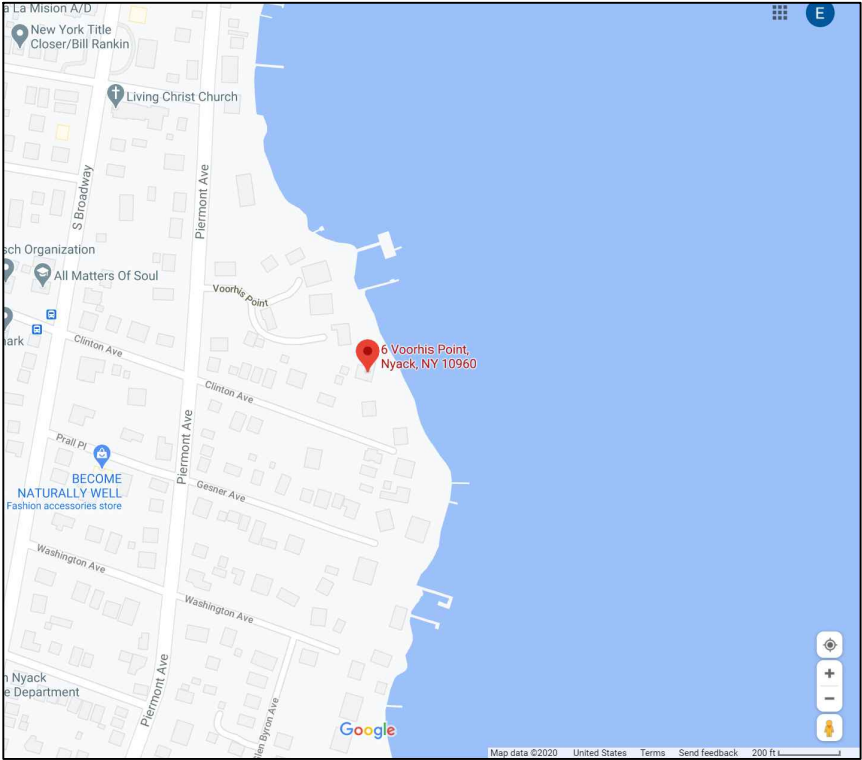 a La Mision A/D
E
New York Title
Closer/Bill Rankin
Living Christ Church
S Broadway
Piermont Ave
sch Organization
All Matters Of Soul
Voorhis Point
ark
Clinton Ave
6 Voorhis Point,
Nyack, NY 10960
Clinton Ave
Piermont Ave
Prall Pl
BECOME
NATURALLY WELL
Fashion accessories store
Gesner Ave
Washington Ave
Washington Ave
n Nyack
e Department
Piermont Ave
Glen Byron Ave
Google
+
−
Map data ©2020 United States Terms Send feedback 200 ft